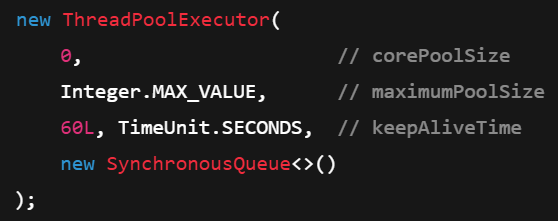 new ThreadPoolExecutor(
    0,                      // corePoolSize
    Integer.MAX_VALUE,      // maximumPoolSize
    60L, TimeUnit.SECONDS,  // keepAliveTime
    new SynchronousQueue<>()
);